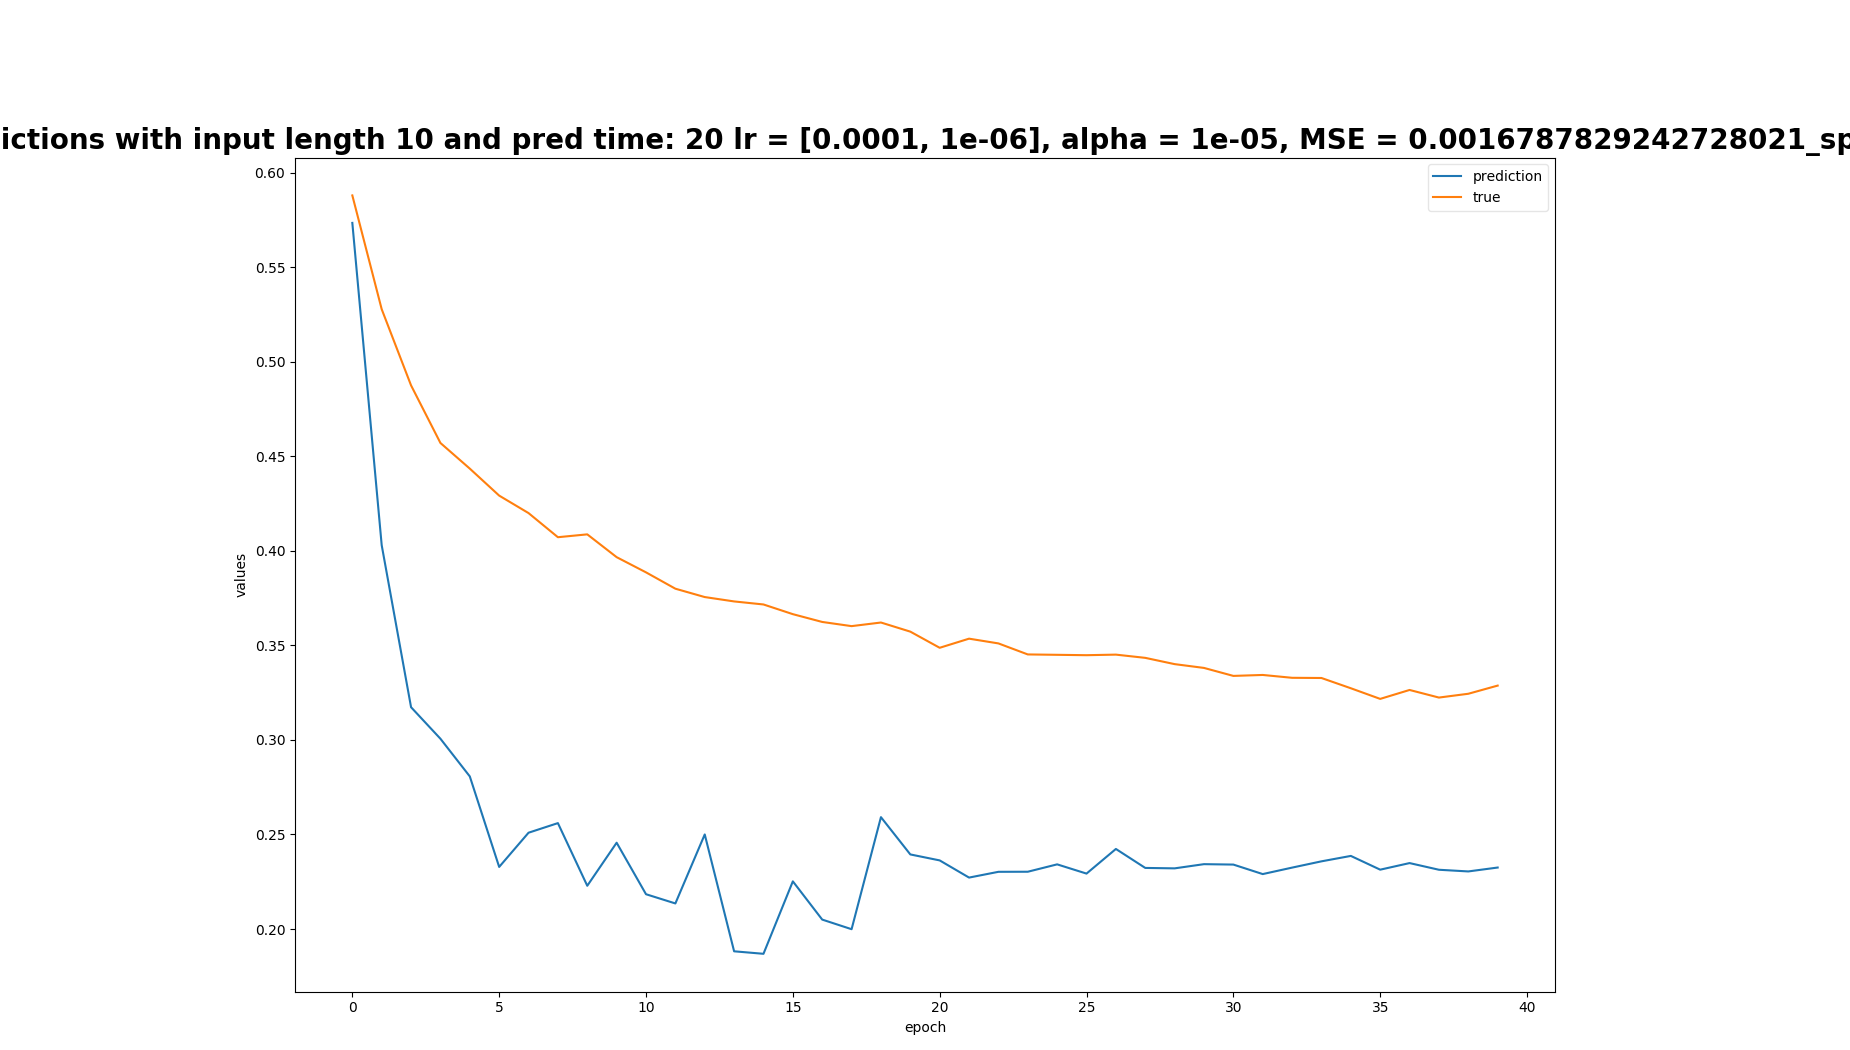 ictions with input length 10 and pred time: 20 lr = [0.0001, 1e-06], alpha = 1e-05, MSE = 0.0016787829242728021_sp
prediction
true
0.60
0.55
0.50
0.45
0.40
0.35
0.30
0.25
0.20
values
0 5 10 15 20 25 30 35 40
epoch